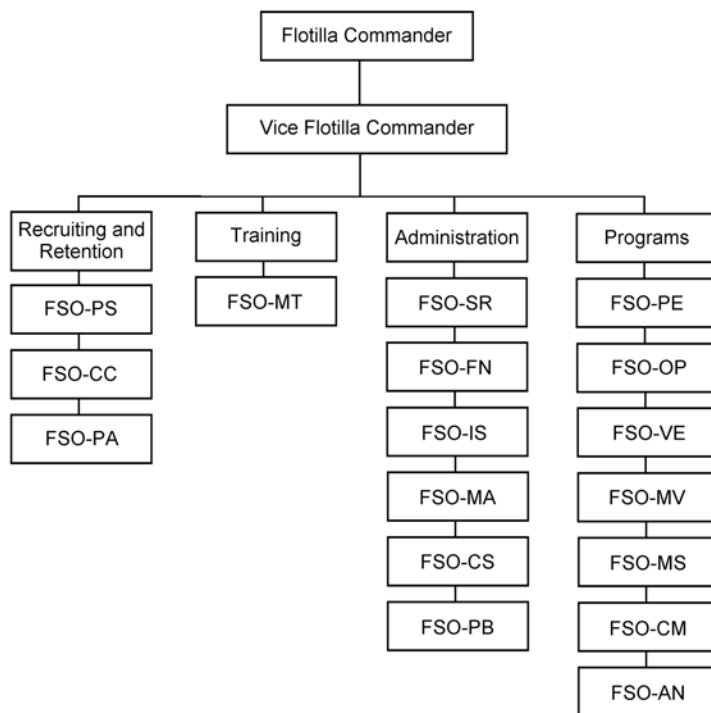 Flotilla Commander
Vice Flotilla Commander
Recruiting and
Retention
FSO-PS
FSO-CC
FSO-PA
Training
FSO-MT
Administration
FSO-SR
FSO-FN
FSO-IS
FSO-MA
FSO-CS
FSO-PB
Programs
FSO-PE
FSO-OP
FSO-VE
FSO-MV
FSO-MS
FSO-CM
FSO-AN